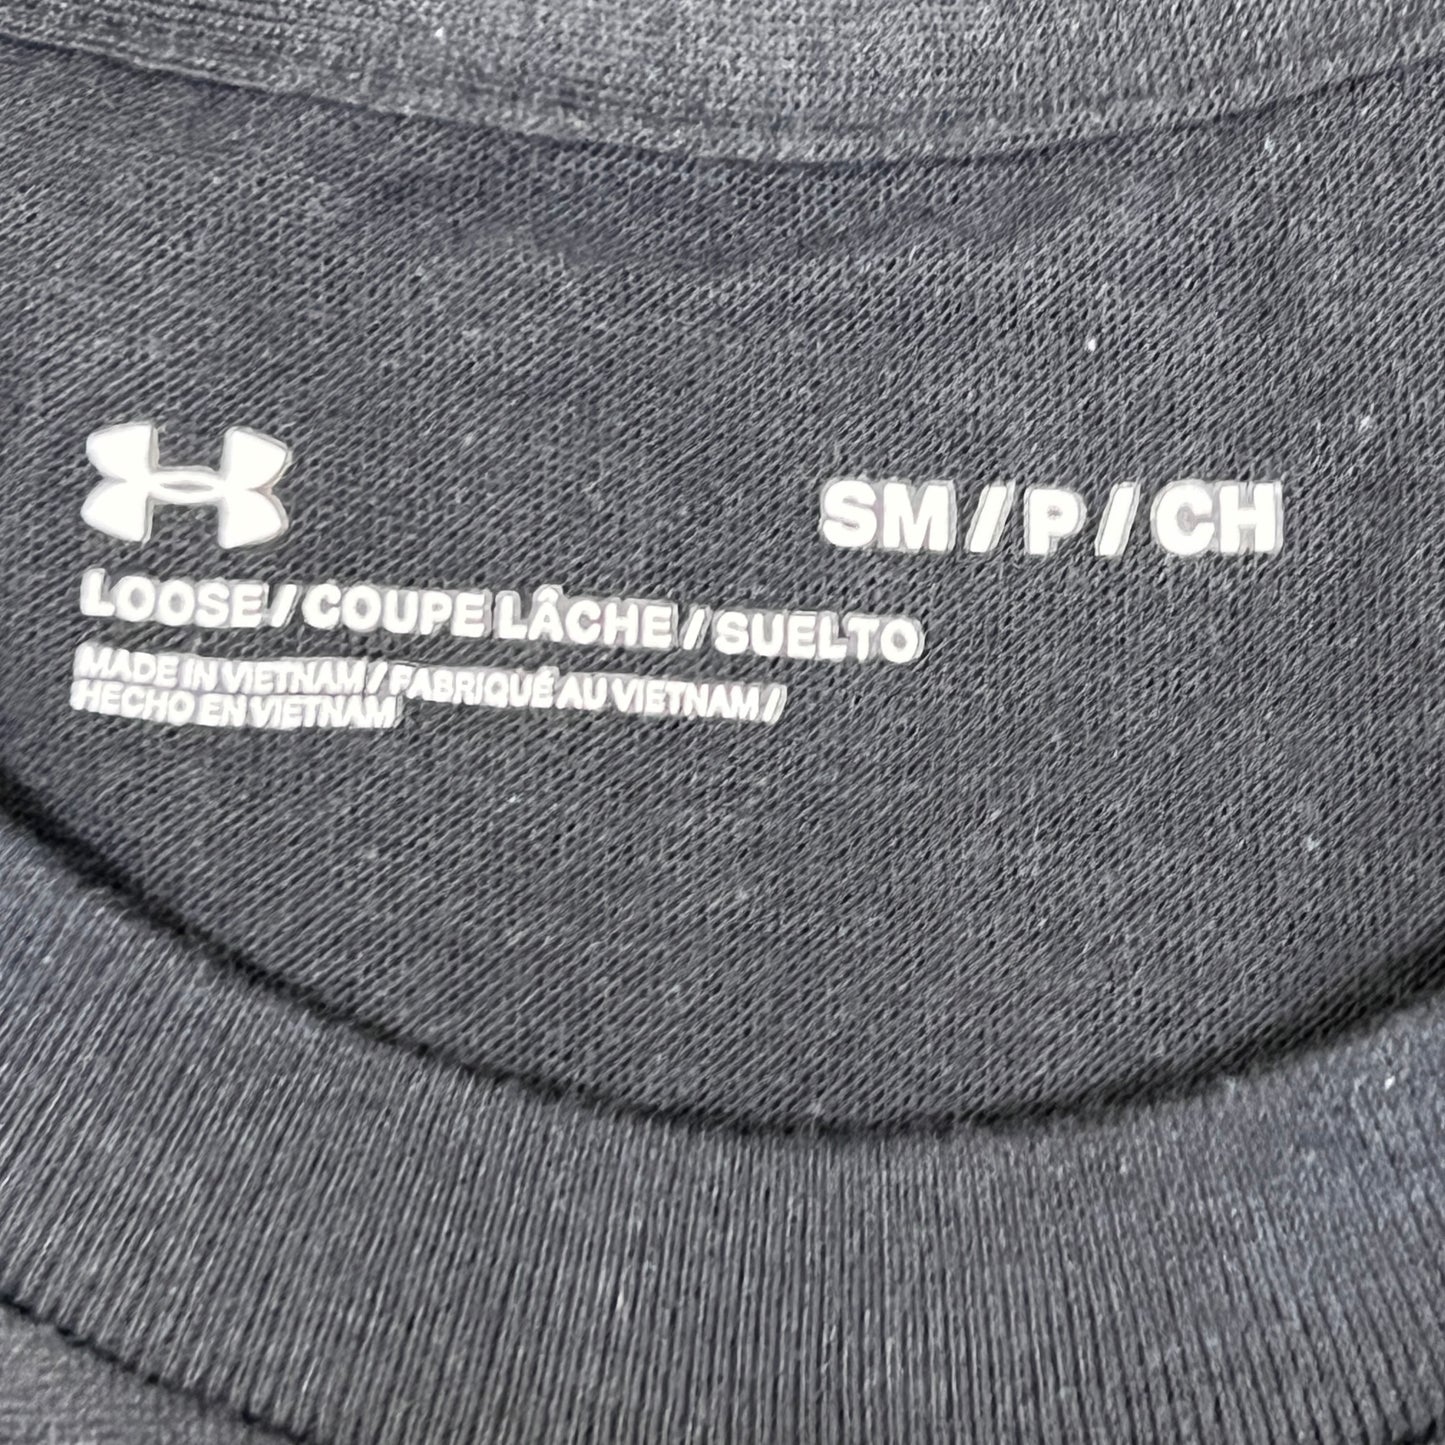 SM / P / CH
LOOSE / COUPE LÂCHE / SUELTO
MADE IN VIETNAM / FABRIQUÉ AU VIETNAM /
HECHO EN VIETNAM